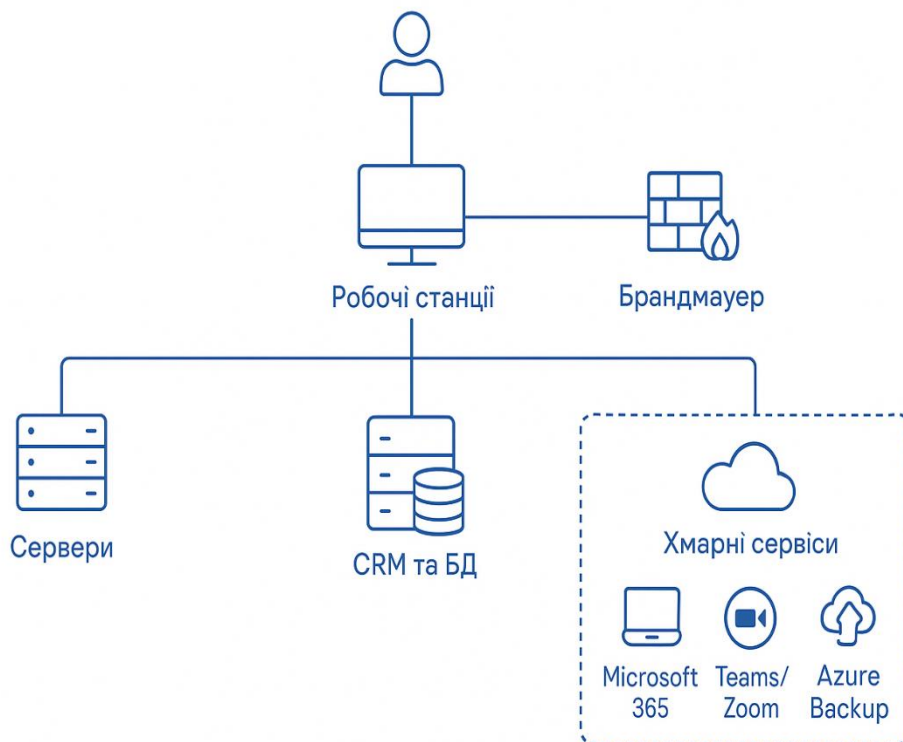 Робочі станції
Брандмауер
Сервери
CRM та БД
Хмарні сервіси
Microsoft
365
Teams/
Zoom
Azure
Backup